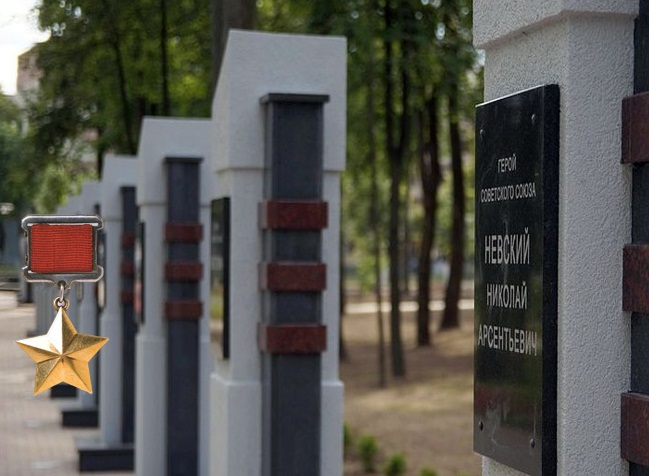 ГЕРОЙ
СОВЕТСКОГО СОЮЗА
НЕВСКИЙ
НИКОЛАЙ
АРСЕНТЬЕВИЧ